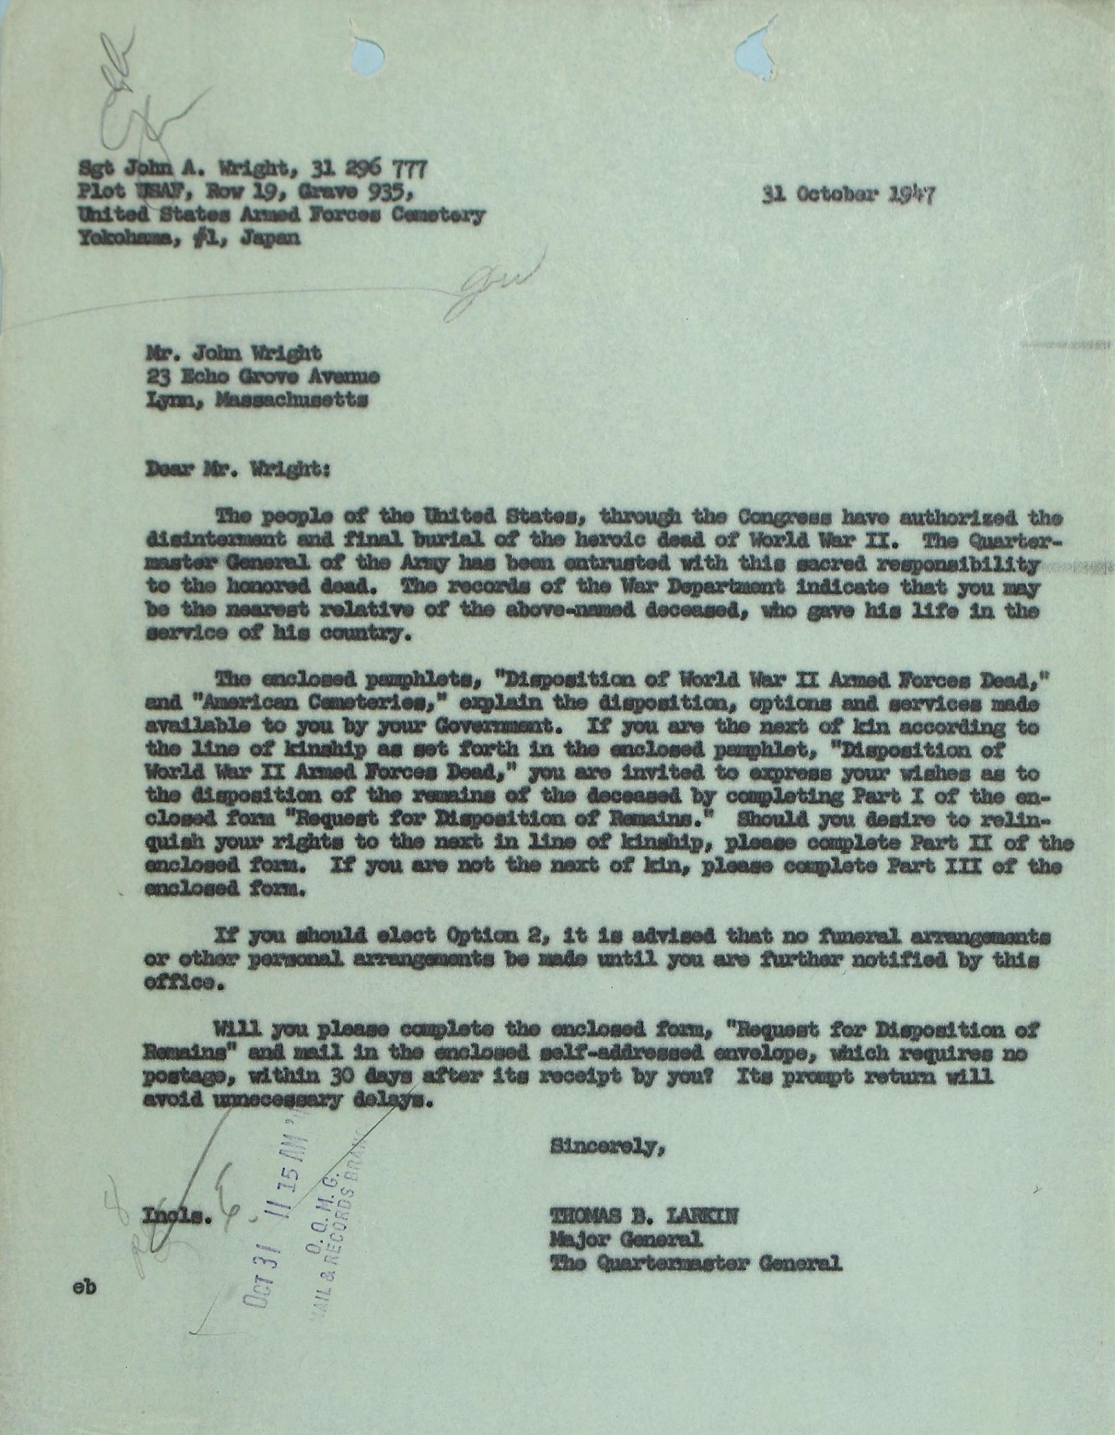 Sgt John A. Wright, 31 296 777
Plot USAF, Row 19, Grave 935,
United States Armed Forces Cemetery
Yokohama, #1, Japan
31 October 1947
Mr. John Wright
23 Echo Grove Avenue
Lynn, Massachusetts
Dear Mr. Wright:
The people of the United States, through the Congress have authorized the
disinterment and final burial of the heroic dead of World War II. The Quarter-
master General of the Army has been entrusted with this sacred responsibility
to the honored dead. The records of the War Department indicate that you may
be the nearest relative of the above-named deceased, who gave his life in the
service of his country.
The enclosed pamphlets, "Disposition of World War II Armed Forces Dead,"
and "American Cemeteries," explain the disposition, options and services made
available to you by your Government. If you are the next of kin according to
the line of kinship as set forth in the enclosed pamphlet, "Disposition of
World War II Armed Forces Dead," you are invited to express your wishes as to
the disposition of the remains of the deceased by completing Part I of the en-
closed form "Request for Disposition of Remains." Should you desire to relin-
quish your rights to the next in line of kinship, please complete Part II of the
enclosed form. If you are not the next of kin, please complete Part III of the
enclosed form.
If you should elect Option 2, it is advised that no funeral arrangements
or other personal arrangements be made until you are further notified by this
office.
Will you please complete the enclosed form, "Request for Disposition of
Remains" and mail in the enclosed self-addressed envelope, which requires no
postage, within 30 days after its receipt by you? Its prompt return will
avoid unnecessary delays.
Sincerely,
Incls.
THOMAS B. LARKIN
Major General
The Quartermaster General
eb
OCT 31 11 15 AM
O. Q. M. G.
MAIL & RECORDS BRANC